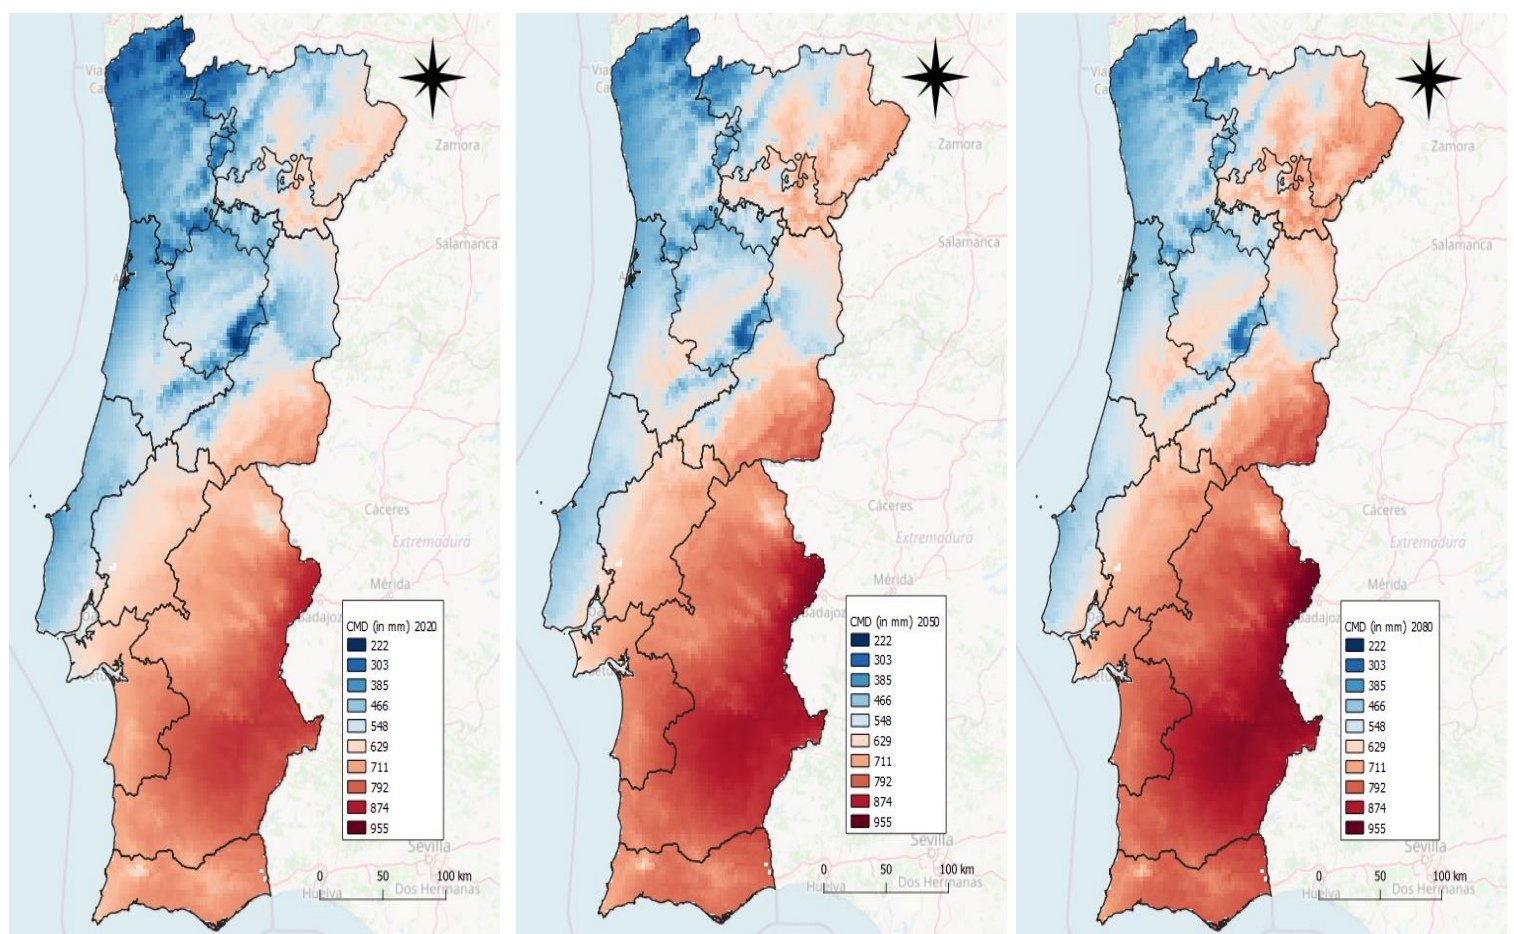 Zamora
Salamanca
Cáceres
Extremadura
Mérida
Badajoz
CMD (in mm) 2020
222
303
385
466
548
629
711
792
874
955
Sevilla
0 50 100 km
Huelva
Dos Hermanas
Zamora
Salamanca
Cáceres
Extremadura
Mérida
Badajoz
CMD (in mm) 2050
222
303
385
466
548
629
711
792
874
955
Sevilla
0 50 100 km
Huelva
Dos Hermanas
Zamora
Salamanca
Cáceres
Extremadura
Mérida
Badajoz
CMD (in mm) 2080
222
303
385
466
548
629
711
792
874
955
Sevilla
0 50 100 km
Huelva
Dos Hermanas